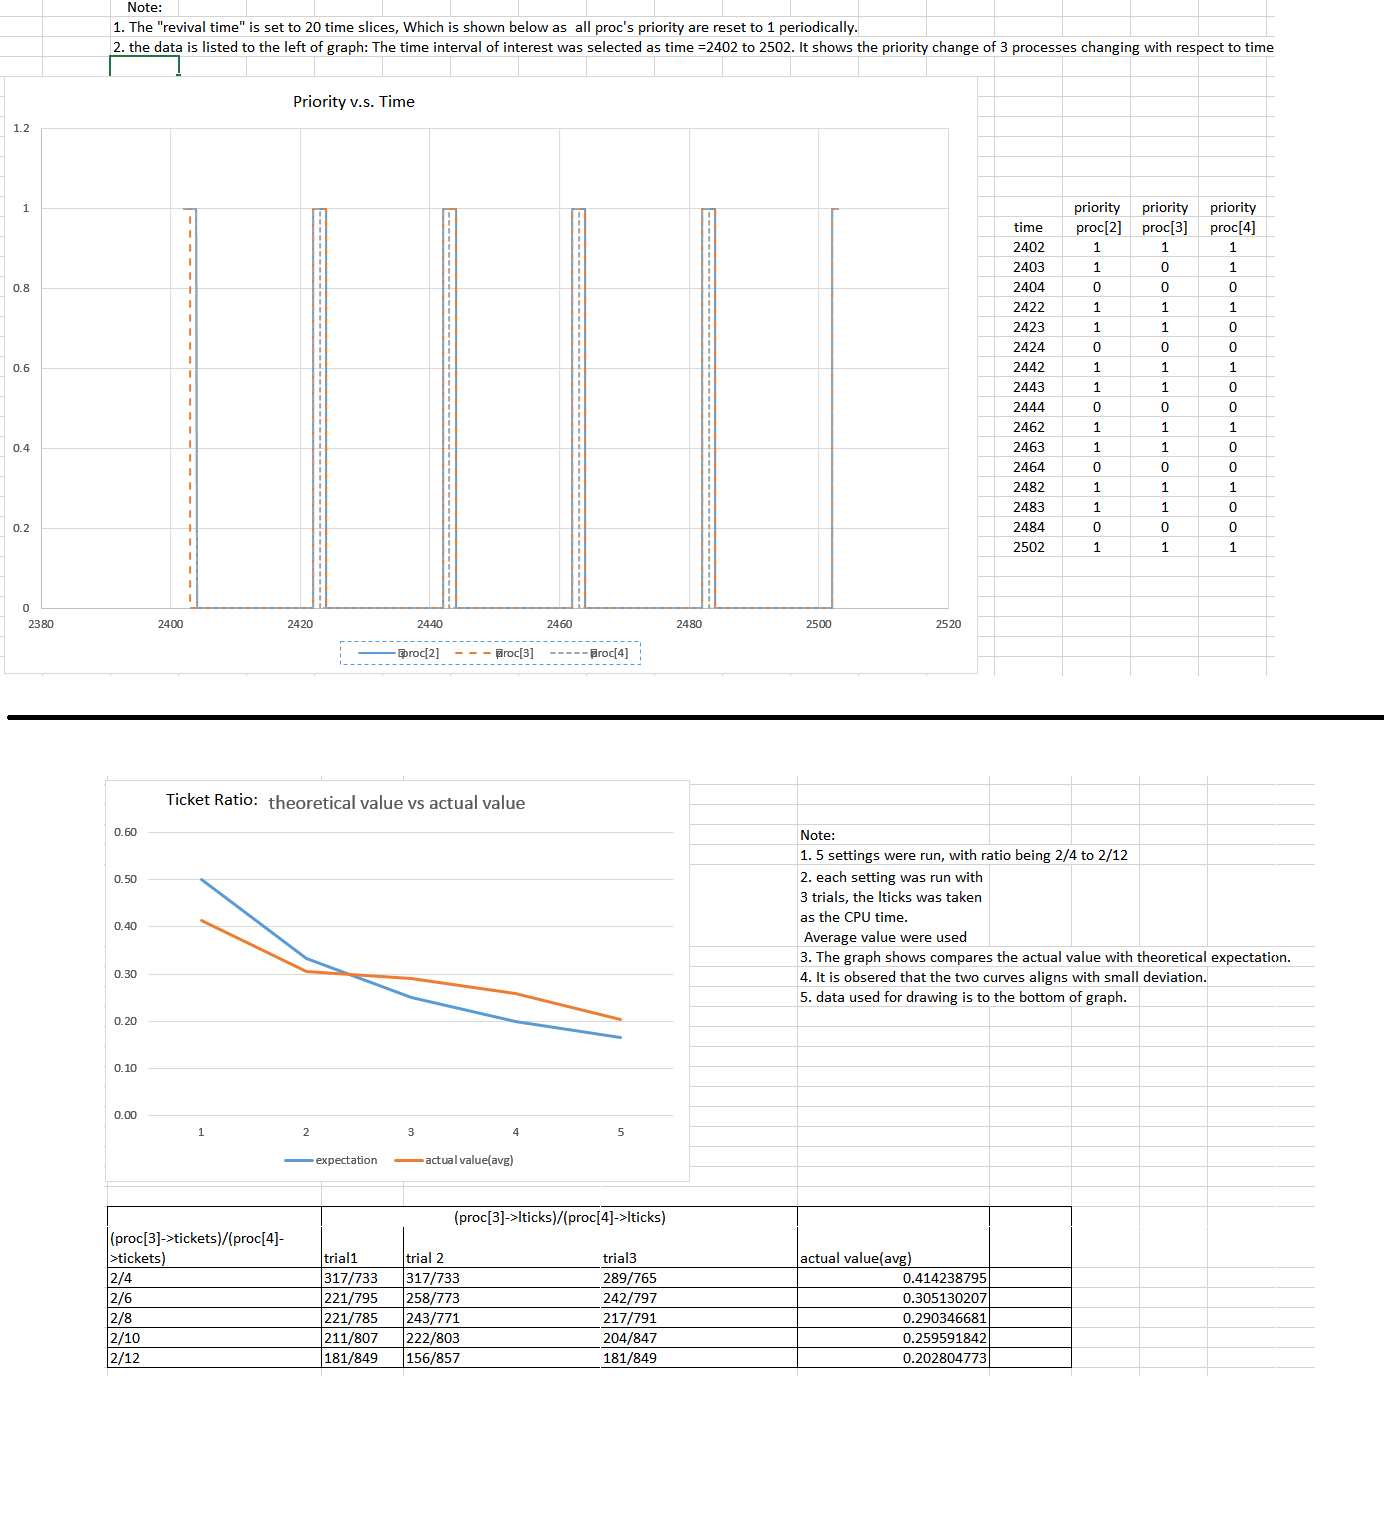 Note:
1. The "revival time" is set to 20 time slices, Which is shown below as  all proc's priority are reset to 1 periodically.
2. the data is listed to the left of graph: The time interval of interest was selected as time =2402 to 2502. It shows the priority change of 3 processes changing with respect to time
Priority v.s. Time
1.2
1
0.8
0.6
0.4
0.2
0
2380 2400 2420 2440 2460 2480 2500 2520
proc[2] proc[3] proc[4]
priority priority priority
time proc[2] proc[3] proc[4]
2402 1 1 1
2403 1 0 1
2404 0 0 0
2422 1 1 1
2423 1 1 0
2424 0 0 0
2442 1 1 1
2443 1 1 0
2444 0 0 0
2462 1 1 1
2463 1 1 0
2464 0 0 0
2482 1 1 1
2483 1 1 0
2484 0 0 0
2502 1 1 1
Ticket Ratio: theoretical value vs actual value
0.60
0.50
0.40
0.30
0.20
0.10
0.00
1 2 3 4 5
expectation actual value(avg)
Note:
1. 5 settings were run, with ratio being 2/4 to 2/12
2. each setting was run with
3 trials, the lticks was taken
as the CPU time.
Average value were used
3. The graph shows compares the actual value with theoretical expectation.
4. It is obsered that the two curves aligns with small deviation.
5. data used for drawing is to the bottom of graph.
(proc[3]->lticks)/(proc[4]->lticks)
(proc[3]->tickets)/(proc[4]-
>tickets) trial1 trial 2 trial3 actual value(avg)
2/4 317/733 317/733 289/765 0.414238795
2/6 221/795 258/773 242/797 0.305130207
2/8 221/785 243/771 217/791 0.290346681
2/10 211/807 222/803 204/847 0.259591842
2/12 181/849 156/857 181/849 0.202804773